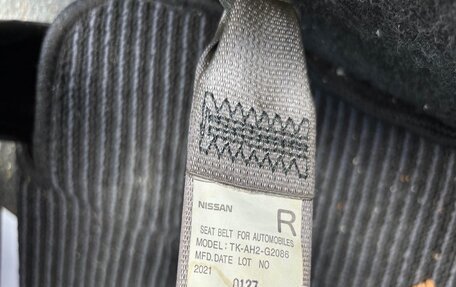 NISSAN R
SEAT BELT FOR AUTOMOBILES
MODEL: TK-AH2-G2086
MFD.DATE LOT NO
2021 0127